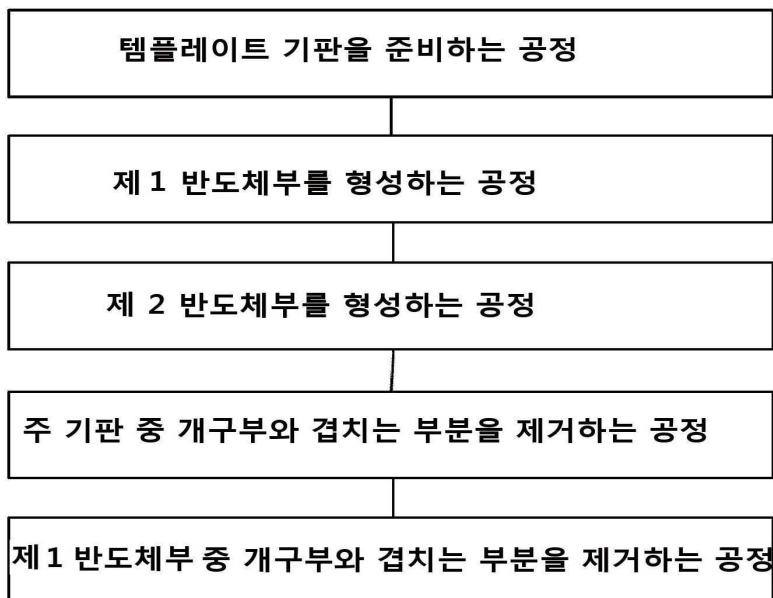 템플레이트 기판을 준비하는 공정
제 1 반도체부를 형성하는 공정
제 2 반도체부를 형성하는 공정
주 기판 중 개구부와 겹치는 부분을 제거하는 공정
제 1 반도체부 중 개구부와 겹치는 부분을 제거하는 공정